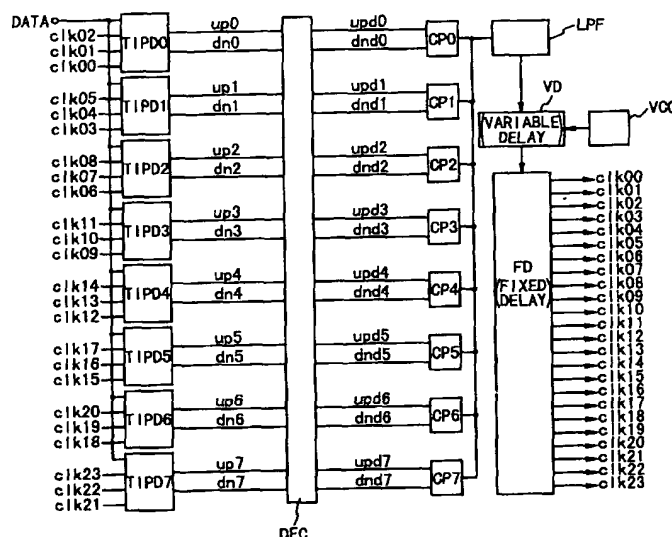 DATA
clk02
clk01
clk00
TIPD0
up0
dn0
upd0
dnd0
CP0
LPF
clk05
clk04
clk03
TIPD1
up1
dn1
upd1
dnd1
CP1
VD
VARIABLE
DELAY
VCO
clk08
clk07
clk06
TIPD2
up2
dn2
upd2
dnd2
CP2
clk11
clk10
clk09
TIPD3
up3
dn3
upd3
dnd3
CP3
clk14
clk13
clk12
TIPD4
up4
dn4
upd4
dnd4
CP4
clk17
clk16
clk15
TIPD5
up5
dn5
upd5
dnd5
CP5
clk20
clk19
clk18
TIPD6
up6
dn6
upd6
dnd6
CP6
clk23
clk22
clk21
TIPD7
up7
dn7
upd7
dnd7
CP7
DEC
FD
(FIXED
DELAY)
clk00
clk01
clk02
clk03
clk04
clk05
clk06
clk07
clk08
clk09
clk10
clk11
clk12
clk13
clk14
clk15
clk16
clk17
clk18
clk19
clk20
clk21
clk22
clk23